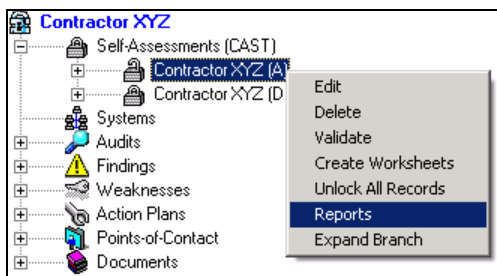 Contractor XYZ
Self-Assessments (CAST)
Contractor XYZ (A)
Contractor XYZ (D
Systems
Audits
Findings
Weaknesses
Action Plans
Points-of-Contact
Documents
Edit
Delete
Validate
Create Worksheets
Unlock All Records
Reports
Expand Branch